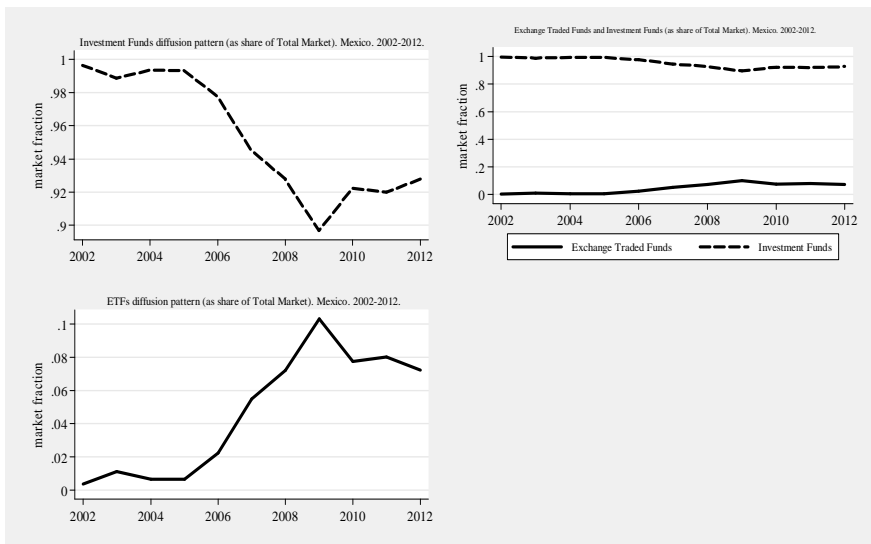 Investment Funds diffusion pattern (as share of Total Market). Mexico. 2002-2012.
1
.98
.96
.94
.92
.9
market fraction
2002 2004 2006 2008 2010 2012
Exchange Traded Funds and Investment Funds (as share of Total Market). Mexico. 2002-2012.
1
.8
.6
.4
.2
0
market fraction
2002 2004 2006 2008 2010 2012
Exchange Traded Funds Investment Funds
ETFs diffusion pattern (as share of Total Market). Mexico. 2002-2012.
.1
.08
.06
.04
.02
0
market fraction
2002 2004 2006 2008 2010 2012